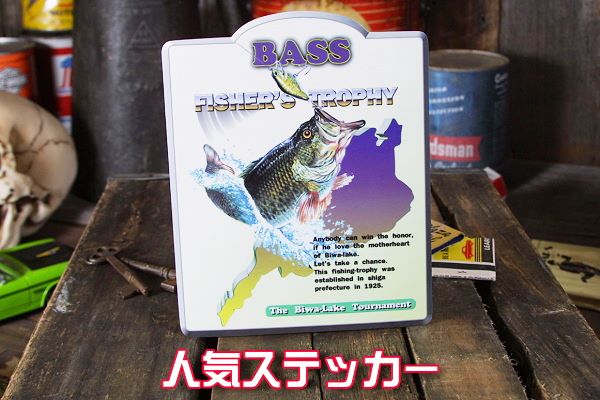 BASS
FISHER'S TROPHY
Anybody can win the honor,
if he love the motherheart
of Biwa-lake.
Let's take a chance.
This fishing-trophy was
established in shiga
prefecture in 1925.
The Biwa-Lake Tournament
dsman
人気ステッカー